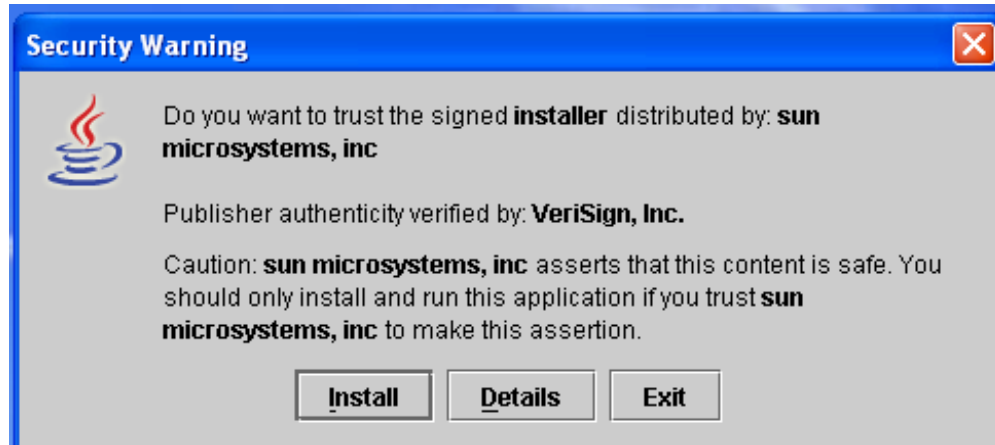 Security Warning
Do you want to trust the signed installer distributed by: sun
microsystems, inc
Publisher authenticity verified by: VeriSign, Inc.
Caution: sun microsystems, inc asserts that this content is safe. You
should only install and run this application if you trust sun
microsystems, inc to make this assertion.
Install Details Exit